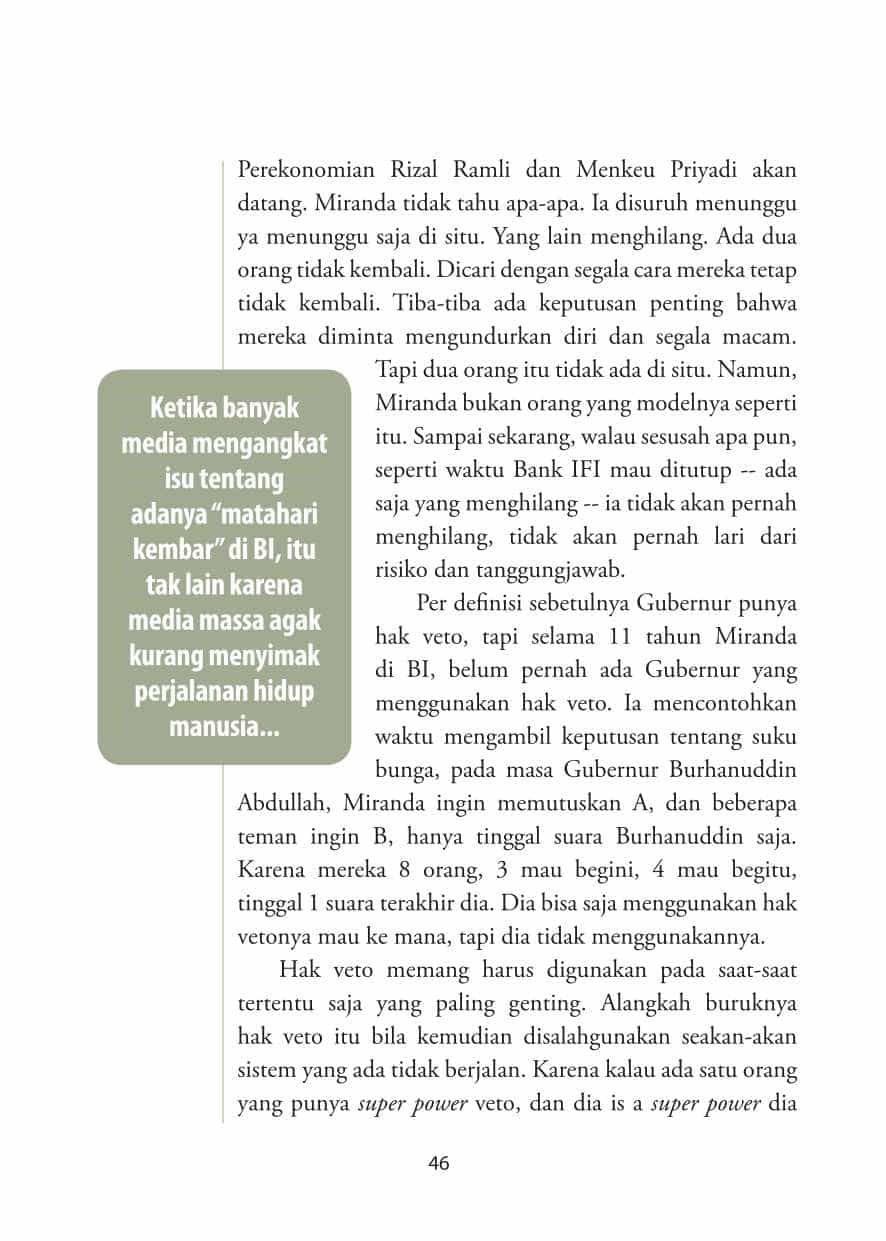 Perekonomian Rizal Ramli dan Menkeu Priyadi akan
datang. Miranda tidak tahu apa-apa. Ia disuruh menunggu
ya menunggu saja di situ. Yang lain menghilang. Ada dua
orang tidak kembali. Dicari dengan segala cara mereka tetap
tidak kembali. Tiba-tiba ada keputusan penting bahwa
mereka diminta mengundurkan diri dan segala macam.
Tapi dua orang itu tidak ada di situ. Namun,
Miranda bukan orang yang modelnya seperti
itu. Sampai sekarang, walau sesusah apa pun,
seperti waktu Bank IFI mau ditutup -- ada
saja yang menghilang -- ia tidak akan pernah
menghilang, tidak akan pernah lari dari
risiko dan tanggungjawab.
Ketika banyak
media mengangkat
isu tentang
adanya “matahari
kembar” di BI, itu
tak lain karena
media massa agak
kurang menyimak
perjalanan hidup
manusia...
Per definisi sebetulnya Gubernur punya
hak veto, tapi selama 11 tahun Miranda
di BI, belum pernah ada Gubernur yang
menggunakan hak veto. Ia mencontohkan
waktu mengambil keputusan tentang suku
bunga, pada masa Gubernur Burhanuddin
Abdullah, Miranda ingin memutuskan A, dan beberapa
teman ingin B, hanya tinggal suara Burhanuddin saja.
Karena mereka 8 orang, 3 mau begini, 4 mau begitu,
tinggal 1 suara terakhir dia. Dia bisa saja menggunakan hak
vetonya mau ke mana, tapi dia tidak menggunakannya.
Hak veto memang harus digunakan pada saat-saat
tertentu saja yang paling genting. Alangkah buruknya
hak veto itu bila kemudian disalahgunakan seakan-akan
sistem yang ada tidak berjalan. Karena kalau ada satu orang
yang punya super power veto, dan dia is a super power dia
46